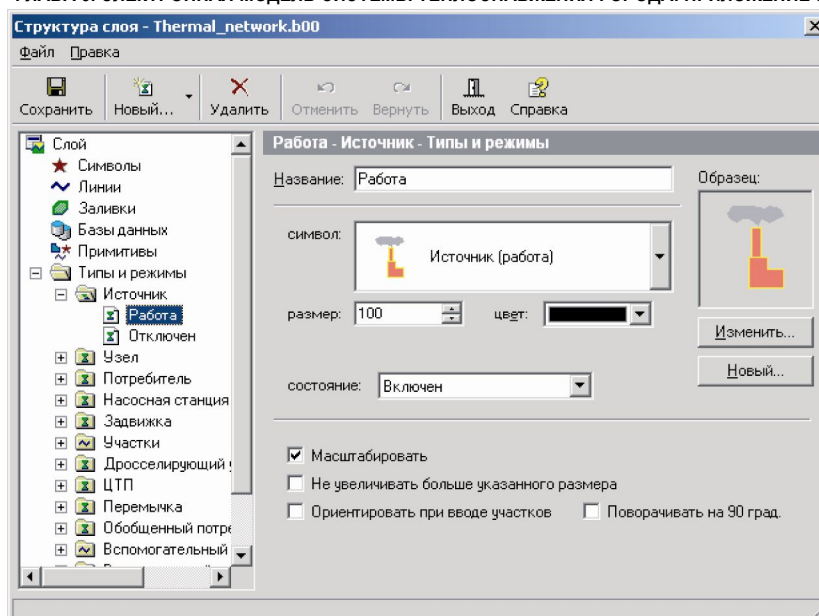 Структура слоя - Thermal_network.b00
Файл Правка
Сохранить Новый... Удалить Отменить Вернуть Выход Справка
Слой
Символы
Линии
Заливки
Базы данных
Примитивы
Типы и режимы
Источник
Работа
Отключен
Узел
Потребитель
Насосная станция
Задвижка
Участки
Дросселирующий
ЦТП
Перемычка
Обобщенный потре
Вспомогательный
Работа - Источник - Типы и режимы
Название: Работа
Образец:
символ: Источник (работа)
размер: 100 цвет:
Изменить...
Новый...
состояние: Включен
Масштабировать
Не увеличивать больше указанного размера
Ориентировать при вводе участков Поворачивать на 90 град.